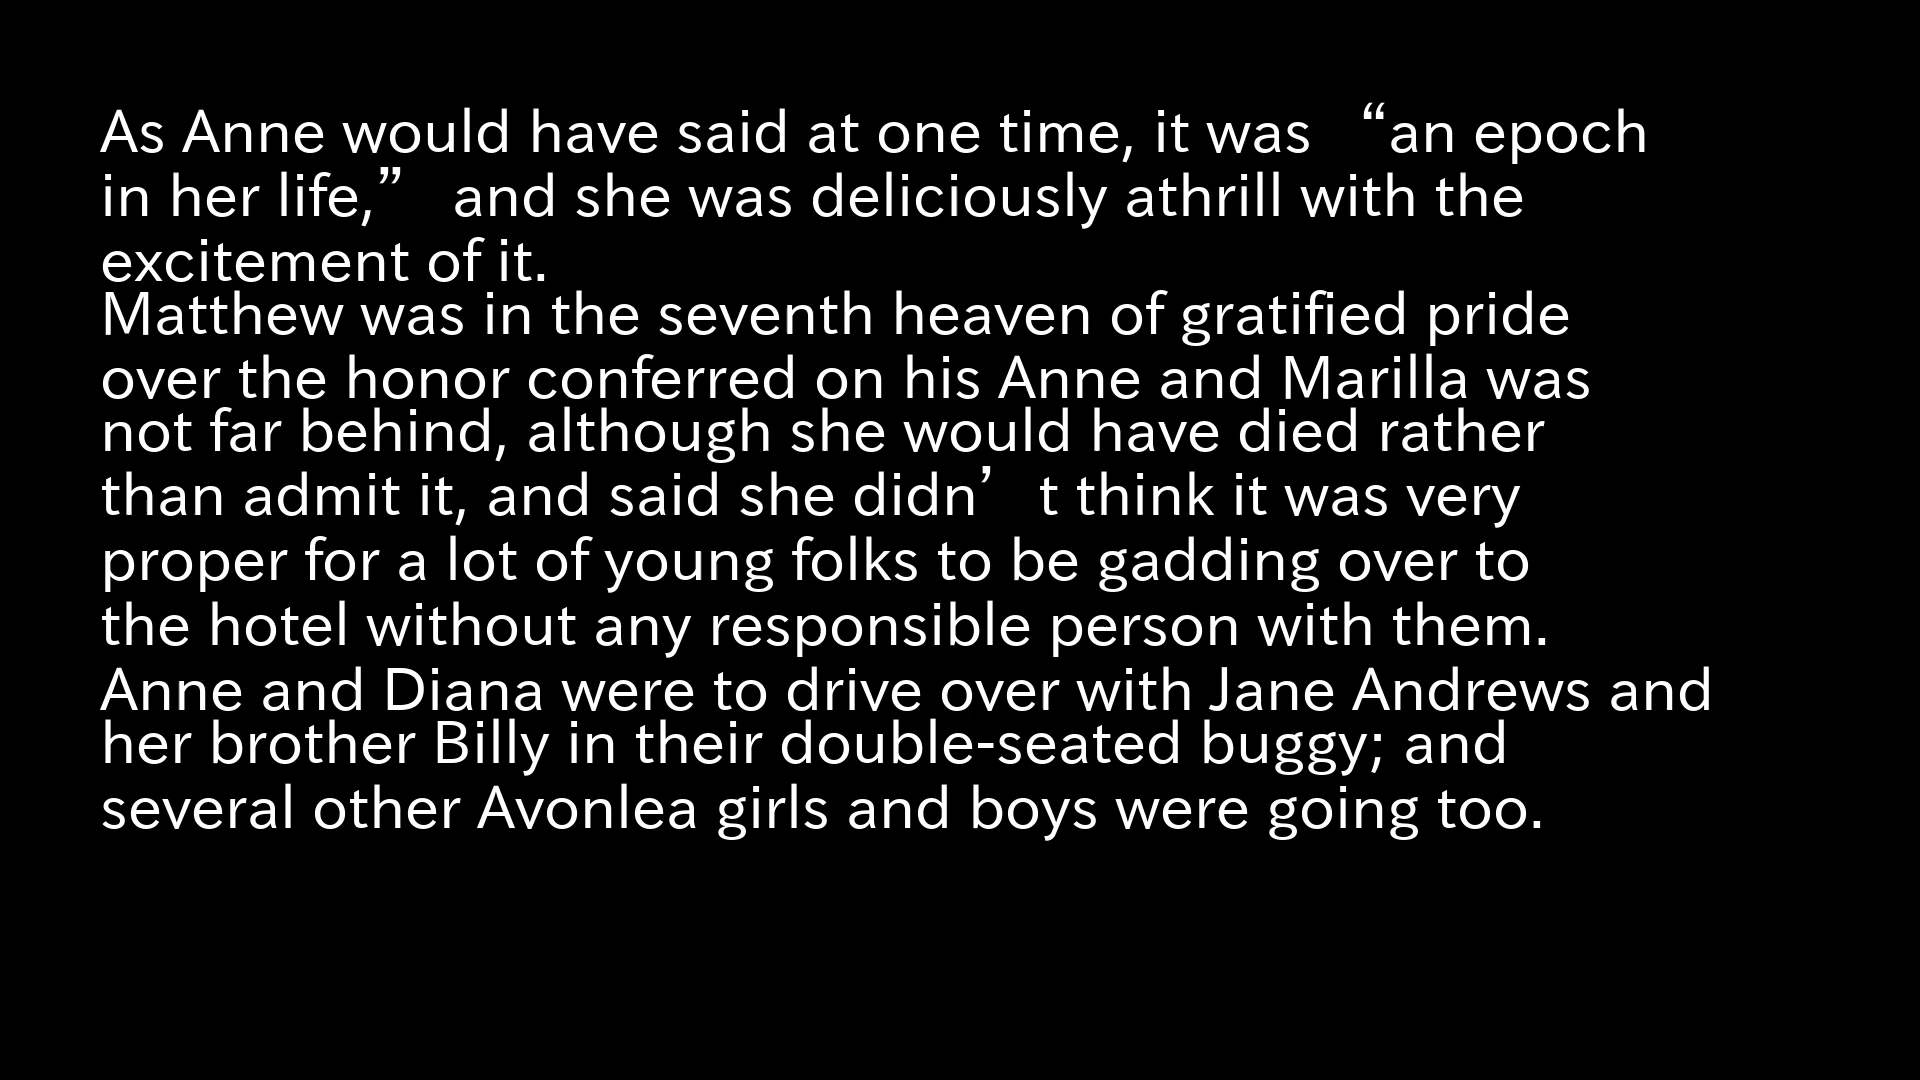 As Anne would have said at one time, it was “an epoch
in her life,” and she was deliciously athrill with the
excitement of it.
Matthew was in the seventh heaven of gratified pride
over the honor conferred on his Anne and Marilla was
not far behind, although she would have died rather
than admit it, and said she didn’t think it was very
proper for a lot of young folks to be gadding over to
the hotel without any responsible person with them.
Anne and Diana were to drive over with Jane Andrews and
her brother Billy in their double-seated buggy; and
several other Avonlea girls and boys were going too.